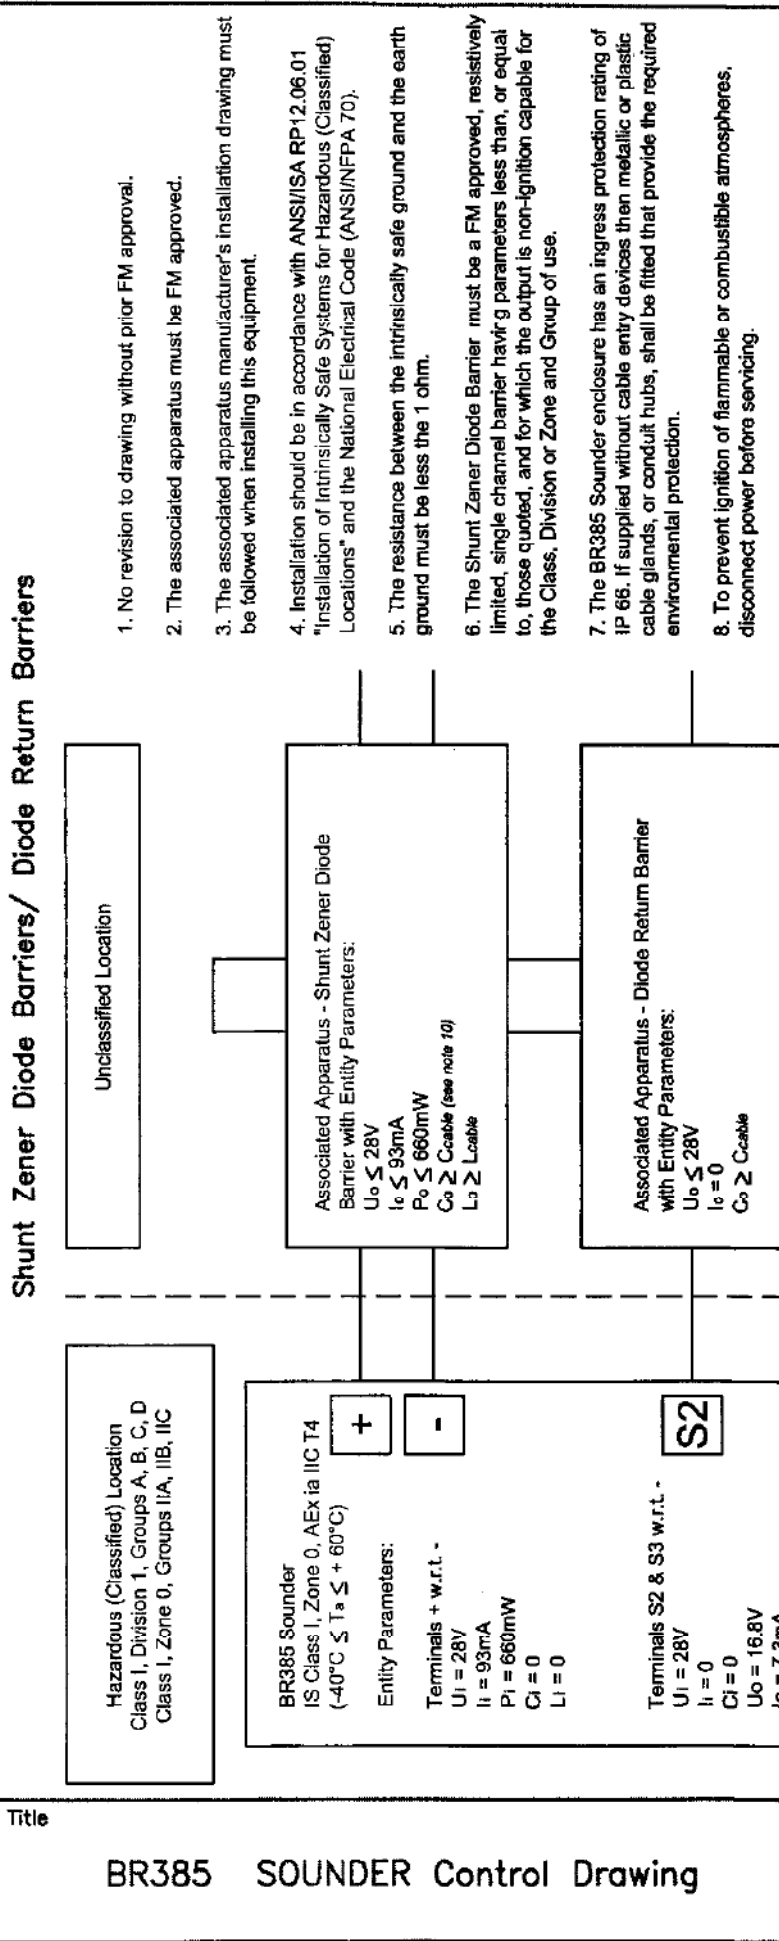 Shunt Zener Diode Barriers/ Diode Return Barriers
Hazardous (Classified) Location
Class I, Division 1, Groups A, B, C, D
Class I, Zone 0, Groups IIA, IIB, IIC
Unclassified Location
BR385 Sounder
IS Class I, Zone 0, AEx ia IIC T4
(-40°C ≤ Ta ≤ + 60°C)
Entity Parameters:
Terminals + w.r.t. -
Ui = 28V
Ii = 93mA
Pi = 660mW
Ci = 0
Li = 0
+
-
Terminals S2 & S3 w.r.t. -
Ui = 28V
Ii = 0
Ci = 0
Uo = 16.8V
S2
Associated Apparatus - Shunt Zener Diode
Barrier with Entity Parameters:
Uo ≤ 28V
Io ≤ 93mA
Po ≤ 660mW
Co ≥ Ccable (see note 10)
Lo ≥ Lcable
Associated Apparatus - Diode Return Barrier
with Entity Parameters:
Uo ≤ 28V
Io = 0
Co ≥ Ccable
1. No revision to drawing without prior FM approval.
2. The associated apparatus must be FM approved.
3. The associated apparatus manufacturer's installation drawing must
be followed when installing this equipment.
4. Installation should be in accordance with ANSI/ISA RP12.06.01
"Installation of Intrinsically Safe Systems for Hazardous (Classified)
Locations" and the National Electrical Code (ANSI/NFPA 70).
5. The resistance between the intrinsically safe ground and the earth
ground must be less the 1 ohm.
6. The Shunt Zener Diode Barrier must be a FM approved, resistively
limited, single channel barrier having parameters less than, or equal
to, those quoted, and for which the output is non-ignition capable for
the Class, Division or Zone and Group of use.
7. The BR385 Sounder enclosure has an ingress protection rating of
IP 66. If supplied without cable entry devices then metallic or plastic
cable glands, or conduit hubs, shall be fitted that provide the required
environmental protection.
8. To prevent ignition of flammable or combustible atmospheres,
disconnect power before servicing.
Title
BR385 SOUNDER Control Drawing